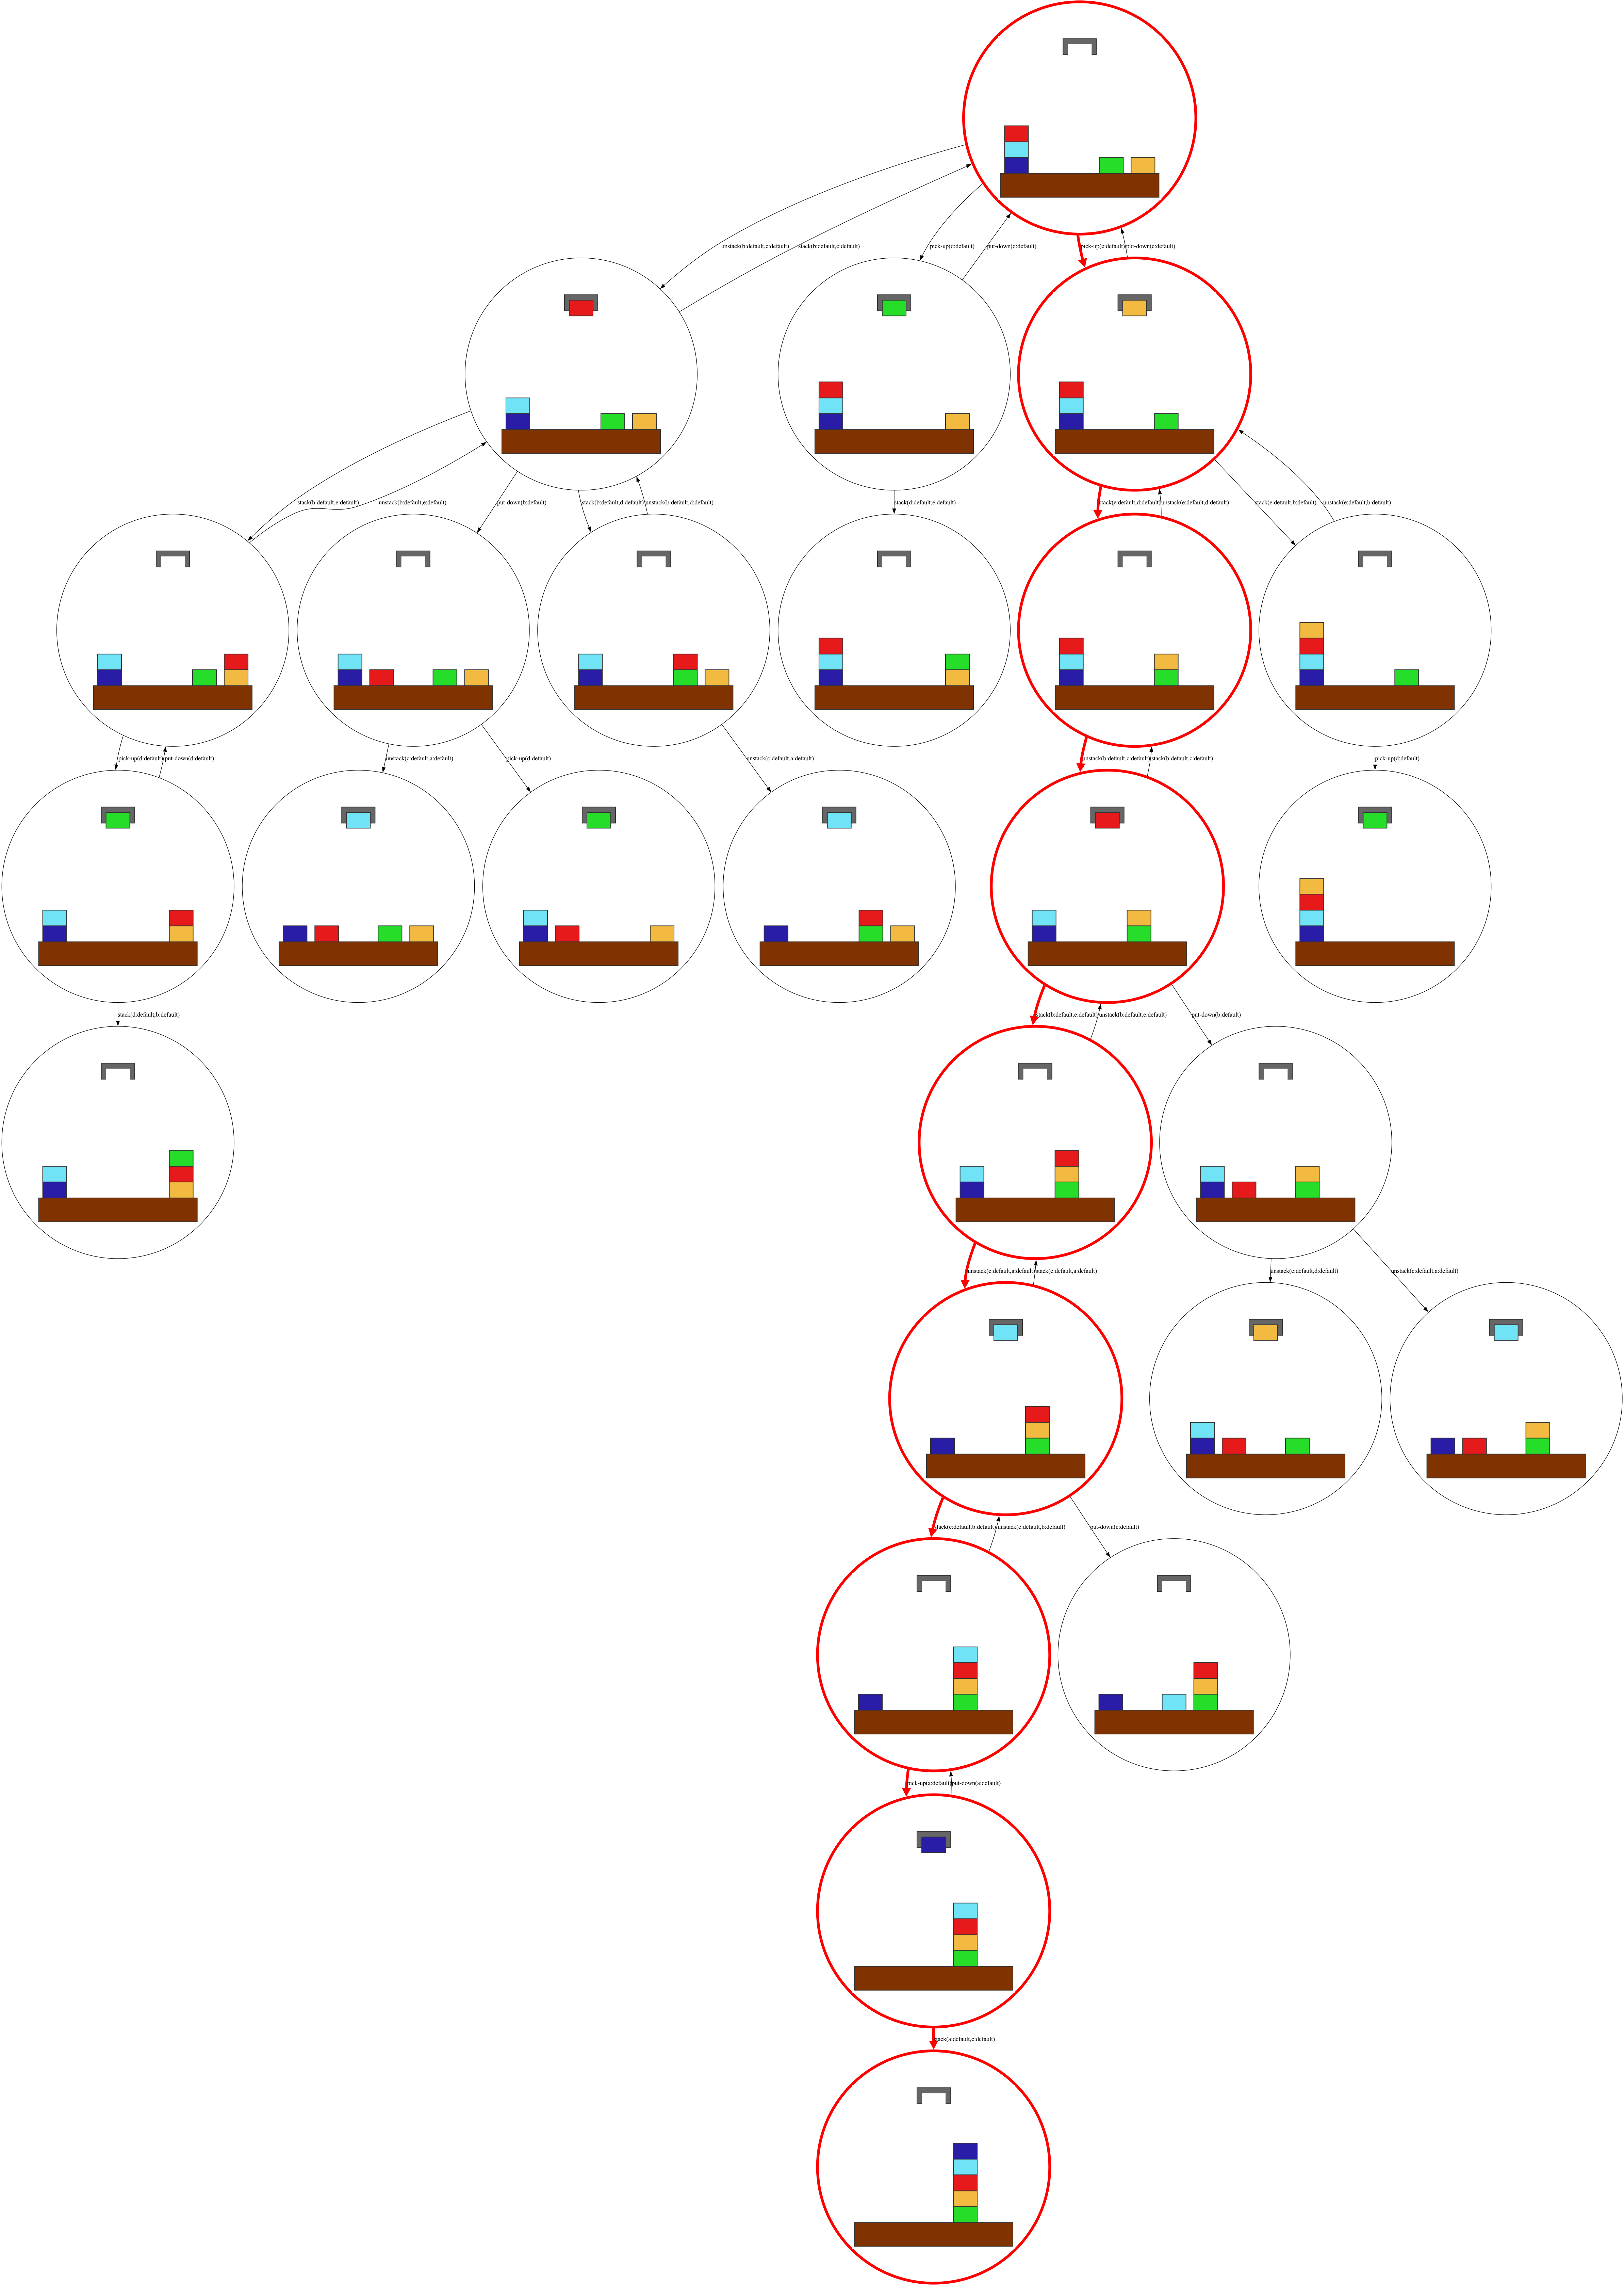 unstack(b:default,c:default)
stack(b:default,c:default)
pick-up(d:default)
put-down(d:default)
pick-up(e:default)
put-down(e:default)
stack(b:default,e:default)
unstack(b:default,e:default)
put-down(b:default)
stack(b:default,d:default)
unstack(b:default,d:default)
stack(d:default,e:default)
stack(e:default,d:default)
unstack(e:default,d:default)
stack(e:default,b:default)
unstack(e:default,b:default)
pick-up(d:default)
put-down(d:default)
unstack(c:default,a:default)
pick-up(d:default)
unstack(c:default,a:default)
unstack(b:default,c:default)
stack(b:default,c:default)
pick-up(d:default)
stack(d:default,b:default)
stack(b:default,e:default)
unstack(b:default,e:default)
put-down(b:default)
unstack(c:default,a:default)
stack(c:default,a:default)
unstack(e:default,d:default)
unstack(c:default,a:default)
stack(c:default,b:default)
unstack(c:default,b:default)
put-down(c:default)
pick-up(a:default)
put-down(a:default)
stack(a:default,c:default)